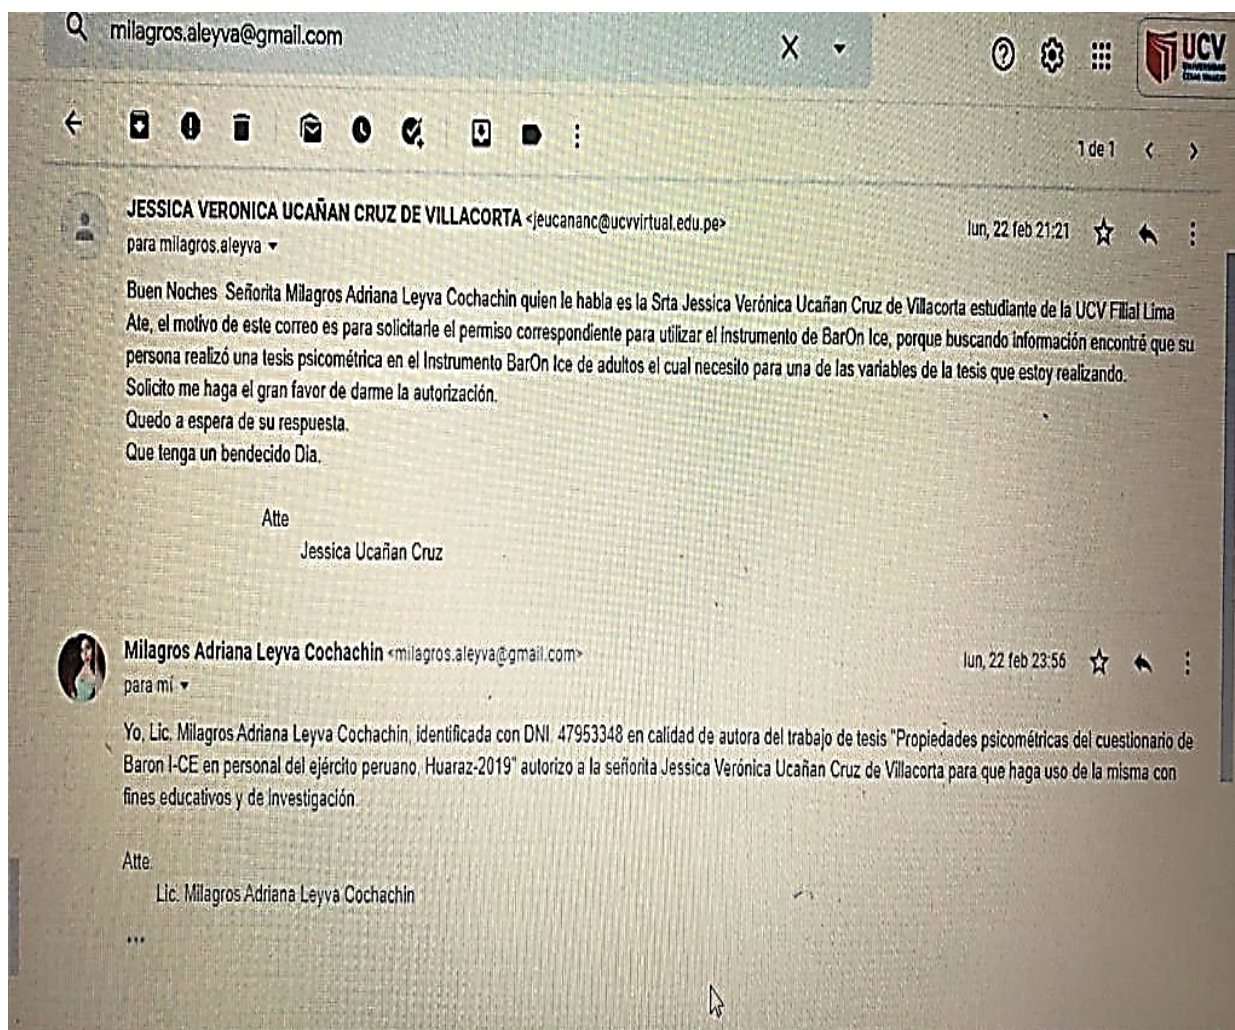 milagros.aleyva@gmail.com
UCV
UNIVERSIDAD
CÉSAR VALLEJO
1 de 1
JESSICA VERONICA UCAÑAN CRUZ DE VILLACORTA <jeucananc@ucvvirtual.edu.pe>
lun, 22 feb 21:21
para milagros.aleyva
Buen Noches Señorita Milagros Adriana Leyva Cochachin quien le habla es la Srta Jessica Verónica Ucañan Cruz de Villacorta estudiante de la UCV Filial Lima
Ate, el motivo de este correo es para solicitarle el permiso correspondiente para utilizar el instrumento de BarOn Ice, porque buscando información encontré que su
persona realizó una tesis psicométrica en el Instrumento BarOn Ice de adultos el cual necesito para una de las variables de la tesis que estoy realizando.
Solicito me haga el gran favor de darme la autorización.
Quedo a espera de su respuesta.
Que tenga un bendecido Dia.
Atte
Jessica Ucañan Cruz
Milagros Adriana Leyva Cochachin <milagros.aleyva@gmail.com>
lun, 22 feb 23:56
para mí
Yo, Lic. Milagros Adriana Leyva Cochachin, identificada con DNI. 47953348 en calidad de autora del trabajo de tesis "Propiedades psicométricas del cuestionario de
Baron I-CE en personal del ejército peruano, Huaraz-2019" autorizo a la señorita Jessica Verónica Ucañan Cruz de Villacorta para que haga uso de la misma con
fines educativos y de investigación.
Atte.
Lic. Milagros Adriana Leyva Cochachin
...